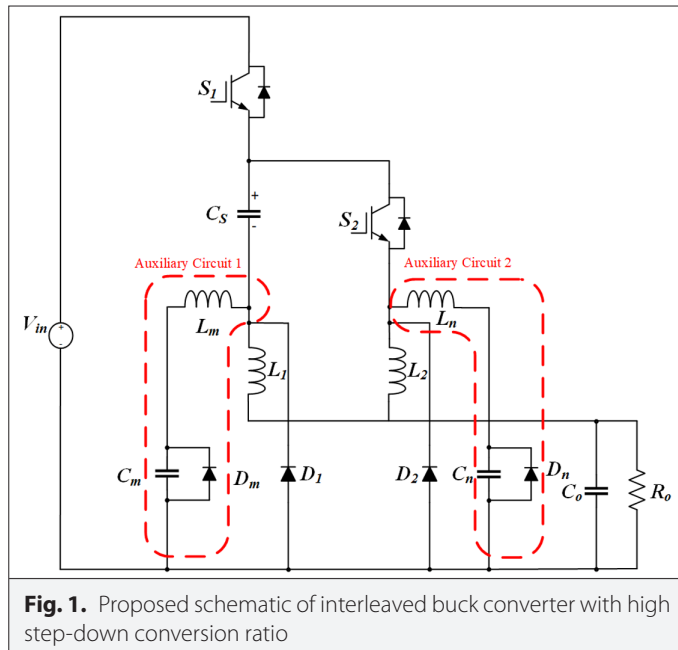 S1
+
CS
-
S2
Auxiliary Circuit 1
Auxiliary Circuit 2
Vin
+
-
Lm
Ln
L1
L2
Cm
Dm
D1
D2
Cn
Dn
Co
Ro
Fig. 1. Proposed schematic of interleaved buck converter with high
step-down conversion ratio